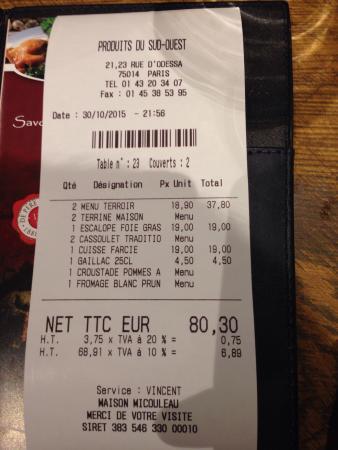 PRODUITS DU SUD-OUEST
21,23 RUE D'ODESSA
75014 PARIS
TEL 01 43 20 34 07
Fax : 01 45 38 53 95
Date : 30/10/2015 - 21:56
Table n° : 23 Couverts : 2
Qté Désignation Px Unit Total
2 MENU TERROIR 18,90 37,80
2 TERRINE MAISON Menu
1 ESCALOPE FOIE GRAS 19,00 19,00
2 CASSOULET TRADITIO Menu
1 CUISSE FARCIE 19,00 19,00
1 GAILLAC 25CL 4,50 4,50
1 CROUSTADE POMMES A Menu
1 FROMAGE BLANC PRUN Menu
NET TTC EUR 80,30
H.T. 3,75 x TVA à 20 % = 0,75
H.T. 68,91 x TVA à 10 % = 6,89
Service : VINCENT
MAISON MICOULEAU
MERCI DE VOTRE VISITE
SIRET 383 546 330 00010